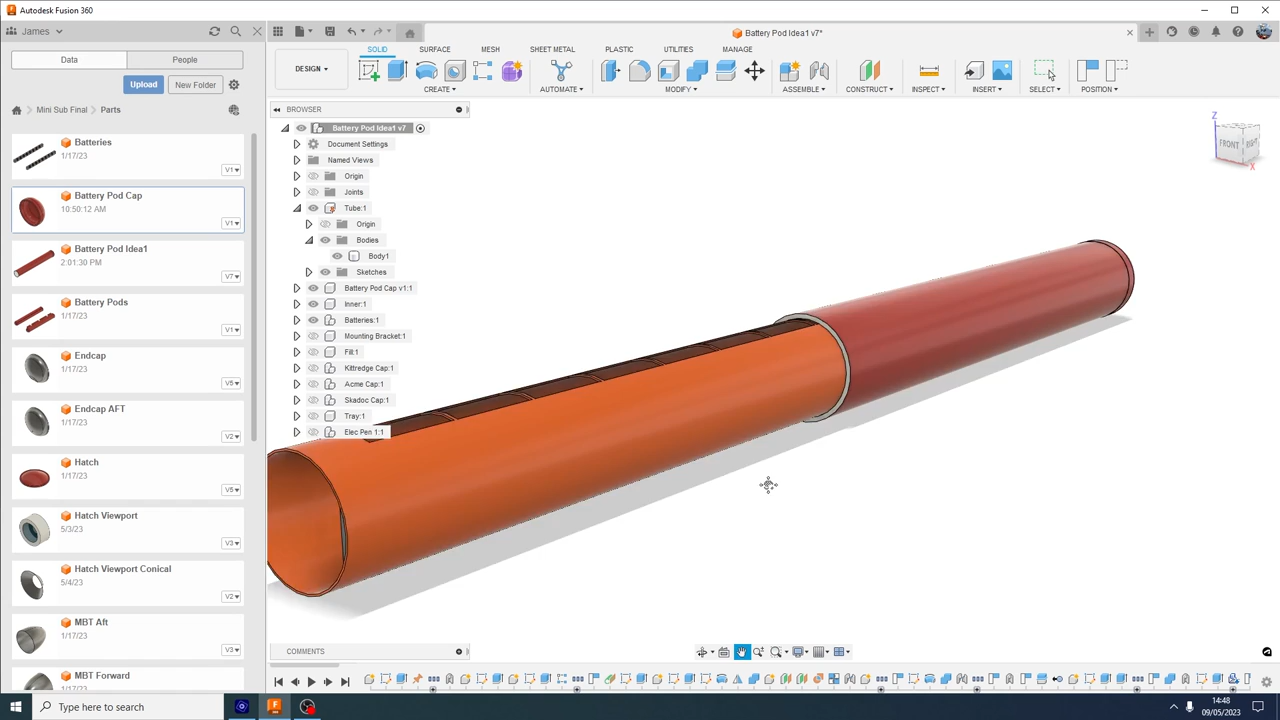 Autodesk Fusion 360
James
Battery Pod Idea1 v7*
Data
People
Upload
New Folder
Mini Sub Final
Parts
Batteries
1/17/23
V1
Battery Pod Cap
10:50:12 AM
V1
Battery Pod Idea1
2:01:30 PM
V7
Battery Pods
1/17/23
V1
Endcap
1/17/23
V5
Endcap AFT
1/17/23
V2
Hatch
1/17/23
V5
Hatch Viewport
5/3/23
V3
Hatch Viewport Conical
5/4/23
V2
MBT Aft
1/17/23
V3
MBT Forward
1/17/23
SOLID
SURFACE
MESH
SHEET METAL
PLASTIC
UTILITIES
MANAGE
DESIGN
CREATE
AUTOMATE
MODIFY
ASSEMBLE
CONSTRUCT
INSPECT
INSERT
SELECT
POSITION
BROWSER
Battery Pod Idea1 v7
Document Settings
Named Views
Origin
Joints
Tube:1
Origin
Bodies
Body1
Sketches
Battery Pod Cap v1:1
Inner:1
Batteries:1
Mounting Bracket:1
Fill:1
Kittredge Cap:1
Acme Cap:1
Skadoc Cap:1
Tray:1
Elec Pen 1:1
Z
FRONT
RIGHT
X
COMMENTS
Type here to search
14:48
09/05/2023